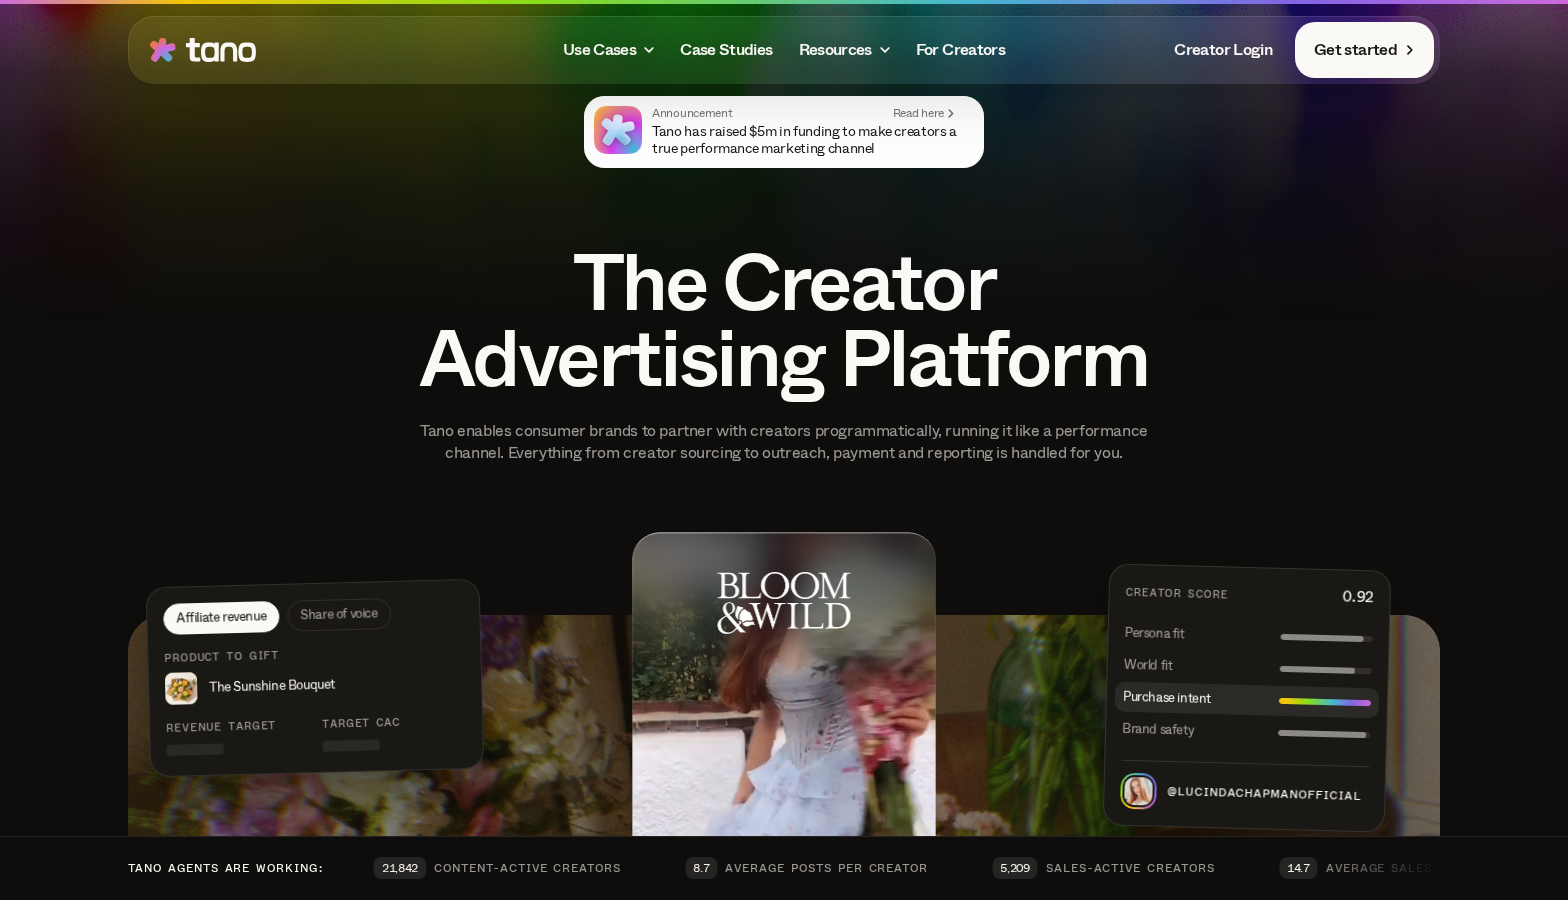 tano
Use Cases
Case Studies
Resources
For Creators
Creator Login
Get started
Announcement
Read here
Tano has raised $5m in funding to make creators a
true performance marketing channel
The Creator
Advertising Platform
Tano enables consumer brands to partner with creators programmatically, running it like a performance
channel. Everything from creator sourcing to outreach, payment and reporting is handled for you.
Affiliate revenue
Share of voice
PRODUCT TO GIFT
The Sunshine Bouquet
REVENUE TARGET
TARGET CAC
BLOOM
&WILD
CREATOR SCORE
0.92
Persona fit
World fit
Purchase intent
Brand safety
@LUCINDACHAPMANOFFICIAL
TANO AGENTS ARE WORKING:
21,842 CONTENT-ACTIVE CREATORS
8.7 AVERAGE POSTS PER CREATOR
5,209 SALES-ACTIVE CREATORS
14.7 AVERAGE SALES